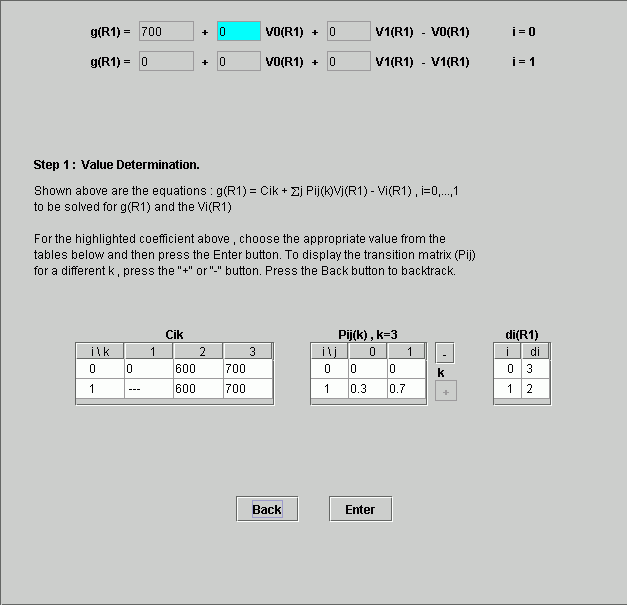 g(R1) = 700 + 0 V0(R1) + 0 V1(R1) - V0(R1) i = 0
g(R1) = 0 + 0 V0(R1) + 0 V1(R1) - V1(R1) i = 1
Step 1 : Value Determination.
Shown above are the equations : g(R1) = Cik + Σj Pij(k)Vj(R1) - Vi(R1) , i=0,...,1
to be solved for g(R1) and the Vi(R1)
For the highlighted coefficient above , choose the appropriate value from the
tables below and then press the Enter button. To display the transition matrix (Pij)
for a different k , press the "+" or "-" button. Press the Back button to backtrack.
Cik Pij(k) , k=3 di(R1)
i \ k 1 2 3 i \ j 0 1 - i di
0 0 600 700 0 0 0 k 0 3
1 --- 600 700 1 0.3 0.7 + 1 2
Back Enter